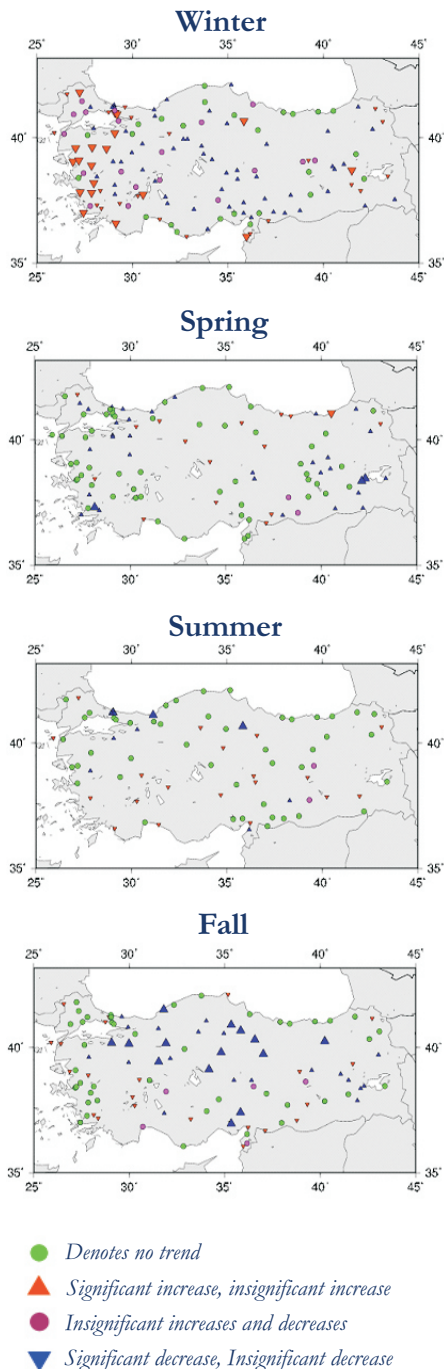 Winter
25° 30° 35° 40° 45°
40° 40°
35° 35°
25° 30° 35° 40° 45°
Spring
25° 30° 35° 40° 45°
40° 40°
35° 35°
25° 30° 35° 40° 45°
Summer
25° 30° 35° 40° 45°
40° 40°
35° 35°
25° 30° 35° 40° 45°
Fall
25° 30° 35° 40° 45°
40° 40°
35° 35°
25° 30° 35° 40° 45°
Denotes no trend
Significant increase, insignificant increase
Insignificant increases and decreases
Significant decrease, Insignificant decrease